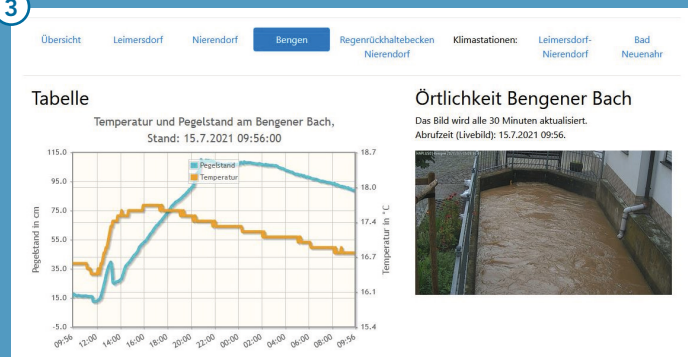 3
Übersicht Leimersdorf Nierendorf Bengen Regenrückhaltebecken Klimastationen: Leimersdorf- Bad
Nierendorf Nierendorf Neuenahr
Tabelle
Temperatur und Pegelstand am Bengener Bach,
Stand: 15.7.2021 09:56:00
Pegelstand
Temperatur
Pegelstand in cm
115.0
95.0
75.0
55.0
35.0
15.0
-5.0
18.7
18.0
17.4
16.7
16.1
15.4
Temperatur in °C
09:56 12:00 14:00 16:00 18:00 20:00 22:00 00:00 02:00 04:00 06:00 08:00 09:56
Örtlichkeit Bengener Bach
Das Bild wird alle 30 Minuten aktualisiert.
Abrufzeit (Livebild): 15.7.2021 09:56.